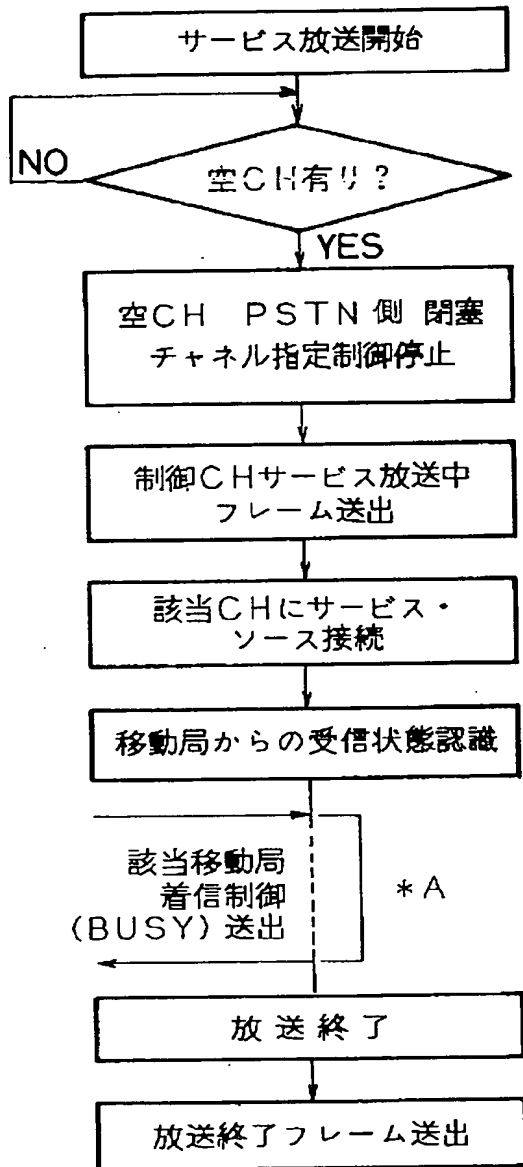 サービス放送開始
NO
空CH有り?
YES
空CH PSTN側 閉塞
チャネル指定制御停止
制御CHサービス放送中
フレーム送出
該当CHにサービス・
ソース接続
移動局からの受信状態認識
該当移動局
着信制御
(BUSY)送出
*A
放送終了
放送終了フレーム送出